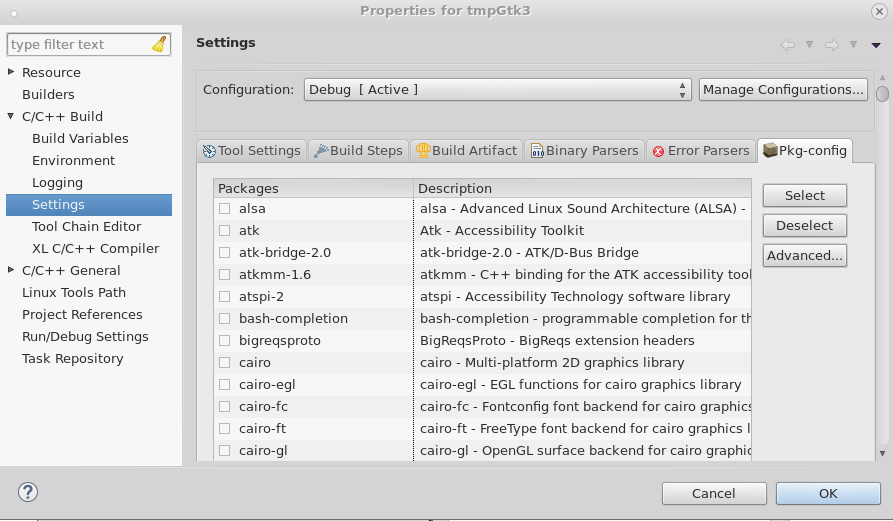 Properties for tmpGtk3
type filter text
Resource
Builders
C/C++ Build
Build Variables
Environment
Logging
Settings
Tool Chain Editor
XL C/C++ Compiler
C/C++ General
Linux Tools Path
Project References
Run/Debug Settings
Task Repository
Settings
Configuration: Debug [ Active ] Manage Configurations...
Tool Settings Build Steps Build Artifact Binary Parsers Error Parsers Pkg-config
Packages Description
alsa alsa - Advanced Linux Sound Architecture (ALSA) -
atk Atk - Accessibility Toolkit
atk-bridge-2.0 atk-bridge-2.0 - ATK/D-Bus Bridge
atkmm-1.6 atkmm - C++ binding for the ATK accessibility tool
atspi-2 atspi - Accessibility Technology software library
bash-completion bash-completion - programmable completion for th
bigreqsproto BigReqsProto - BigReqs extension headers
cairo cairo - Multi-platform 2D graphics library
cairo-egl cairo-egl - EGL functions for cairo graphics library
cairo-fc cairo-fc - Fontconfig font backend for cairo graphics
cairo-ft cairo-ft - FreeType font backend for cairo graphics l
cairo-gl cairo-gl - OpenGL surface backend for cairo graphic
Select
Deselect
Advanced...
Cancel OK